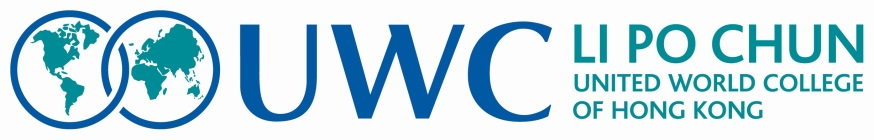 UWC
LI PO CHUN
UNITED WORLD COLLEGE
OF HONG KONG